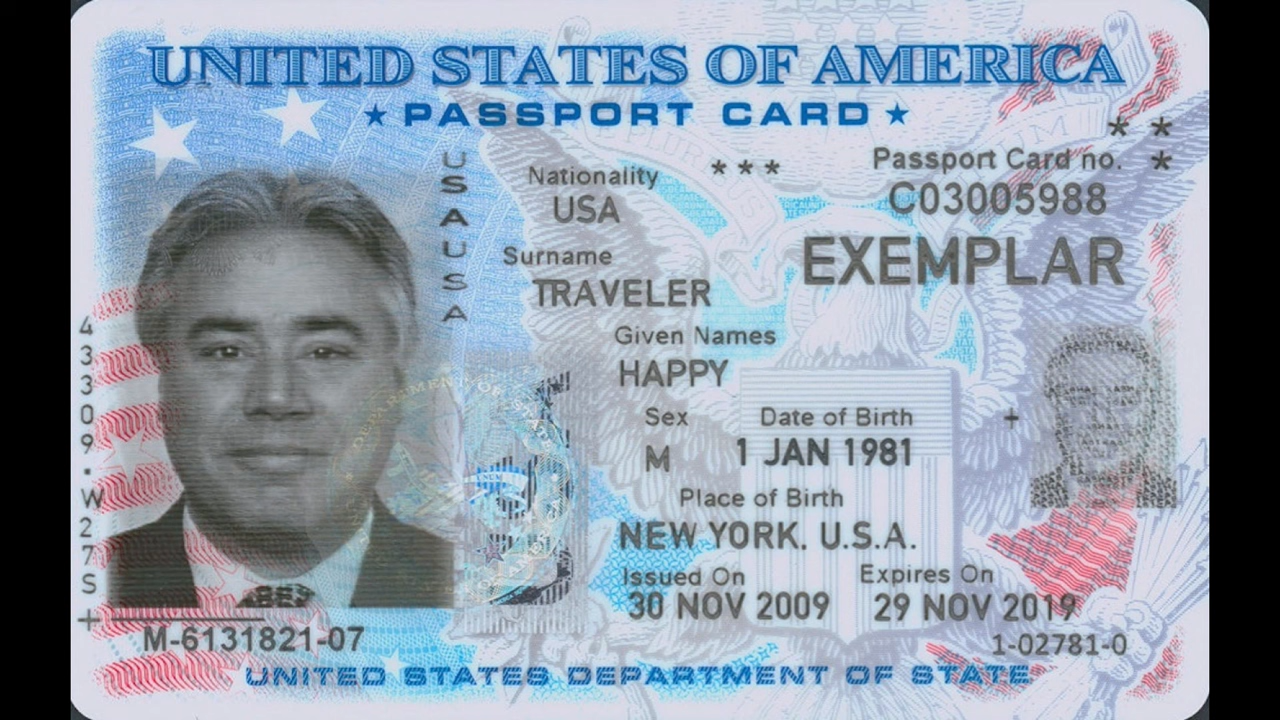 UNITED STATES OF AMERICA
★ PASSPORT CARD ★
USAUSA
Nationality
USA
***
Passport Card no.
C03005988
* *
*
EXEMPLAR
Surname
TRAVELER
Given Names
HAPPY
Sex
M
Date of Birth
1 JAN 1981
+
Place of Birth
NEW YORK, U.S.A.
Issued On
30 NOV 2009
Expires On
29 NOV 2019
43309•W27S+
M-6131821-07
1-02781-0
UNITED STATES DEPARTMENT OF STATE